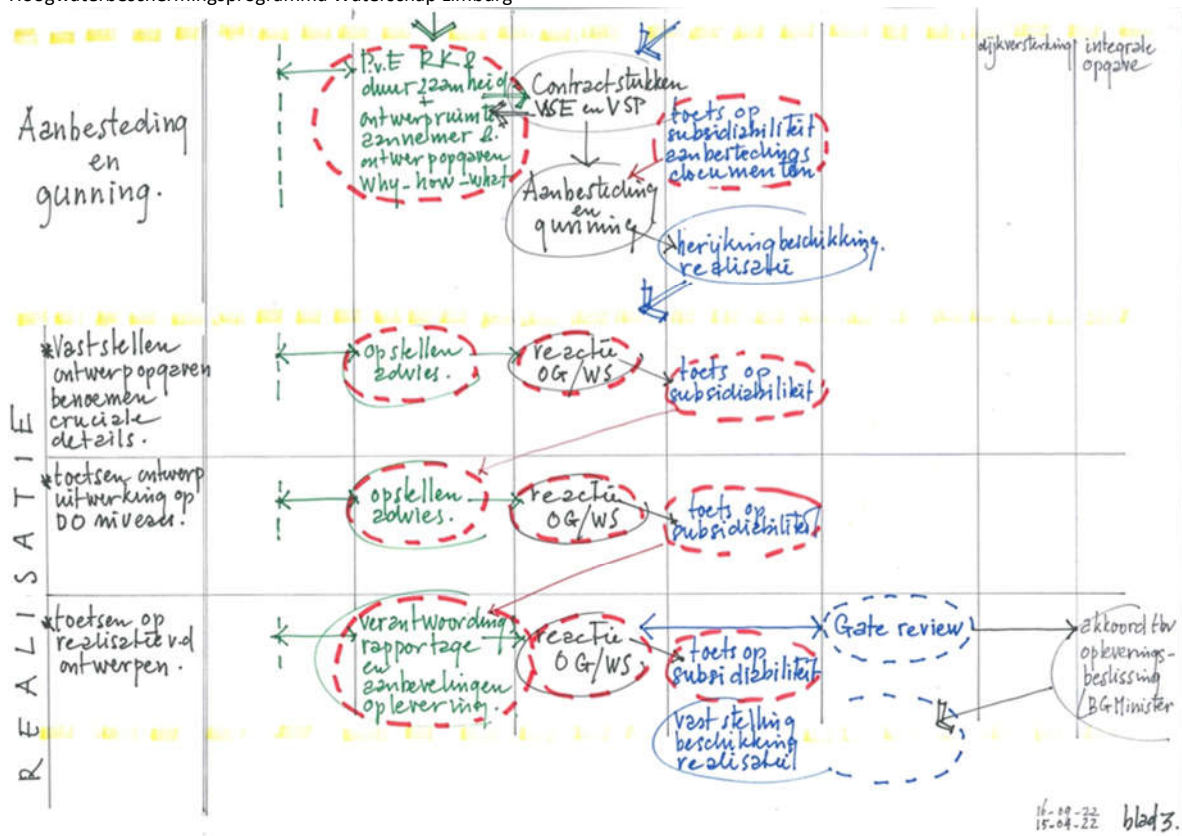 Hoogwaterbeschermingsprogramma Waterschap Limburg
dijkversterking
integrale
opgave
Aanbesteding
en
gunning.
P.v.E RK &
duurzaamheid
+
ontwerpruimte
aannemer &
ontwerpopgaven
Why-how-what
Contractstukken
VSE en VSP
toets op
subsidiabiliteit
aanbestedings
documenten
Aanbesteding
en
gunning
herijking beschikking.
realisatie
REALISATIE
*Vaststellen
ontwerpopgaven
benoemen
cruciale
details.
opstellen
advies.
reactie
OG/WS
toets op
subsidiabilikit
*toetsen ontwerp
uitwerking op
DO niveau.
opstellen
advies.
reactie
OG/WS
toets op
subsidiabiliteit
*toetsen op
realisatie v.d
ontwerpen.
verantwoording
rapportage
en
aanbevelingen
oplevering.
reactie
OG/WS
toets op
subsidiabiliteit
Gate review
akkoord tbv
opleverings-
beslissing
/BGMinister
vaststelling
beschikking
realisatie
16-09-22
15-04-22
blad 3.